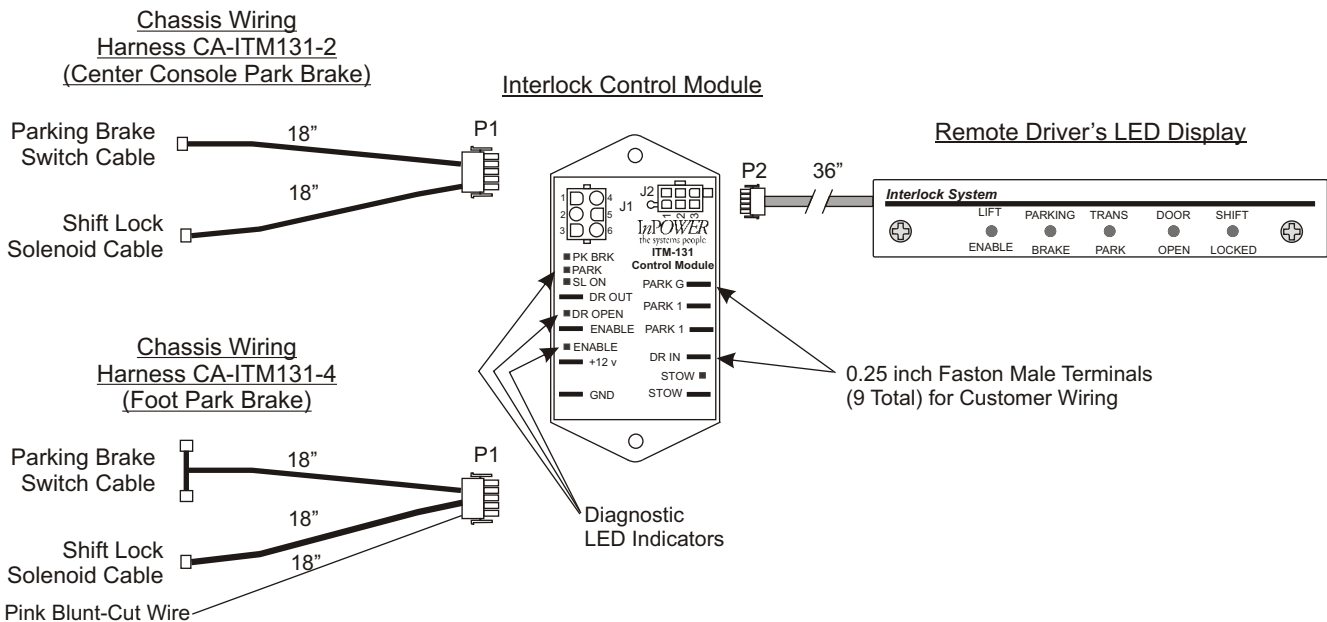 Chassis Wiring
Harness CA-ITM131-2
(Center Console Park Brake)
Parking Brake
Switch Cable
18”
P1
18”
Shift Lock
Solenoid Cable
Interlock Control Module
1
2
3
4
5
6
J1
J2
1
2
3
InPOWER
the systems people
ITM-131
Control Module
PK BRK
PARK
SL ON
DR OUT
DR OPEN
ENABLE
ENABLE
+12 v
GND
PARK G
PARK 1
PARK 1
DR IN
STOW
STOW
Remote Driver’s LED Display
P2
36”
Interlock System
LIFT PARKING TRANS DOOR SHIFT
ENABLE BRAKE PARK OPEN LOCKED
0.25 inch Faston Male Terminals
(9 Total) for Customer Wiring
Diagnostic
LED Indicators
Chassis Wiring
Harness CA-ITM131-4
(Foot Park Brake)
Parking Brake
Switch Cable
18”
P1
18”
Shift Lock
Solenoid Cable
18”
Pink Blunt-Cut Wire